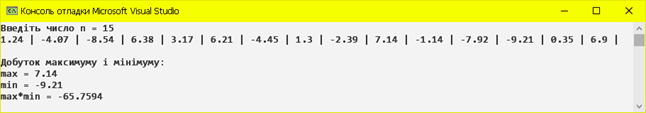 Консоль отладки Microsoft Visual Studio
Введіть число n = 15
1.24 | -4.07 | -8.54 | 6.38 | 3.17 | 6.21 | -4.45 | 1.3 | -2.39 | 7.14 | -1.14 | -7.92 | -9.21 | 0.35 | 6.9 |
Добуток максимуму і мінімуму:
max = 7.14
min = -9.21
max*min = -65.7594